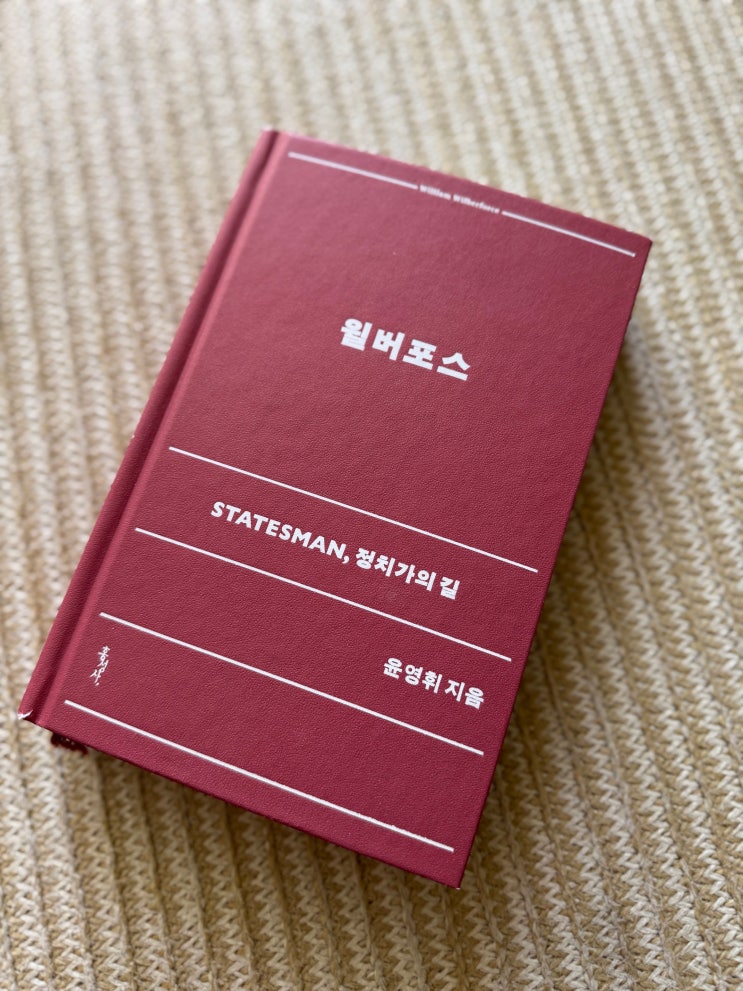 William Wilberforce
윌버포스
STATESMAN, 정치가의 길
윤영휘 지음
홍성사.